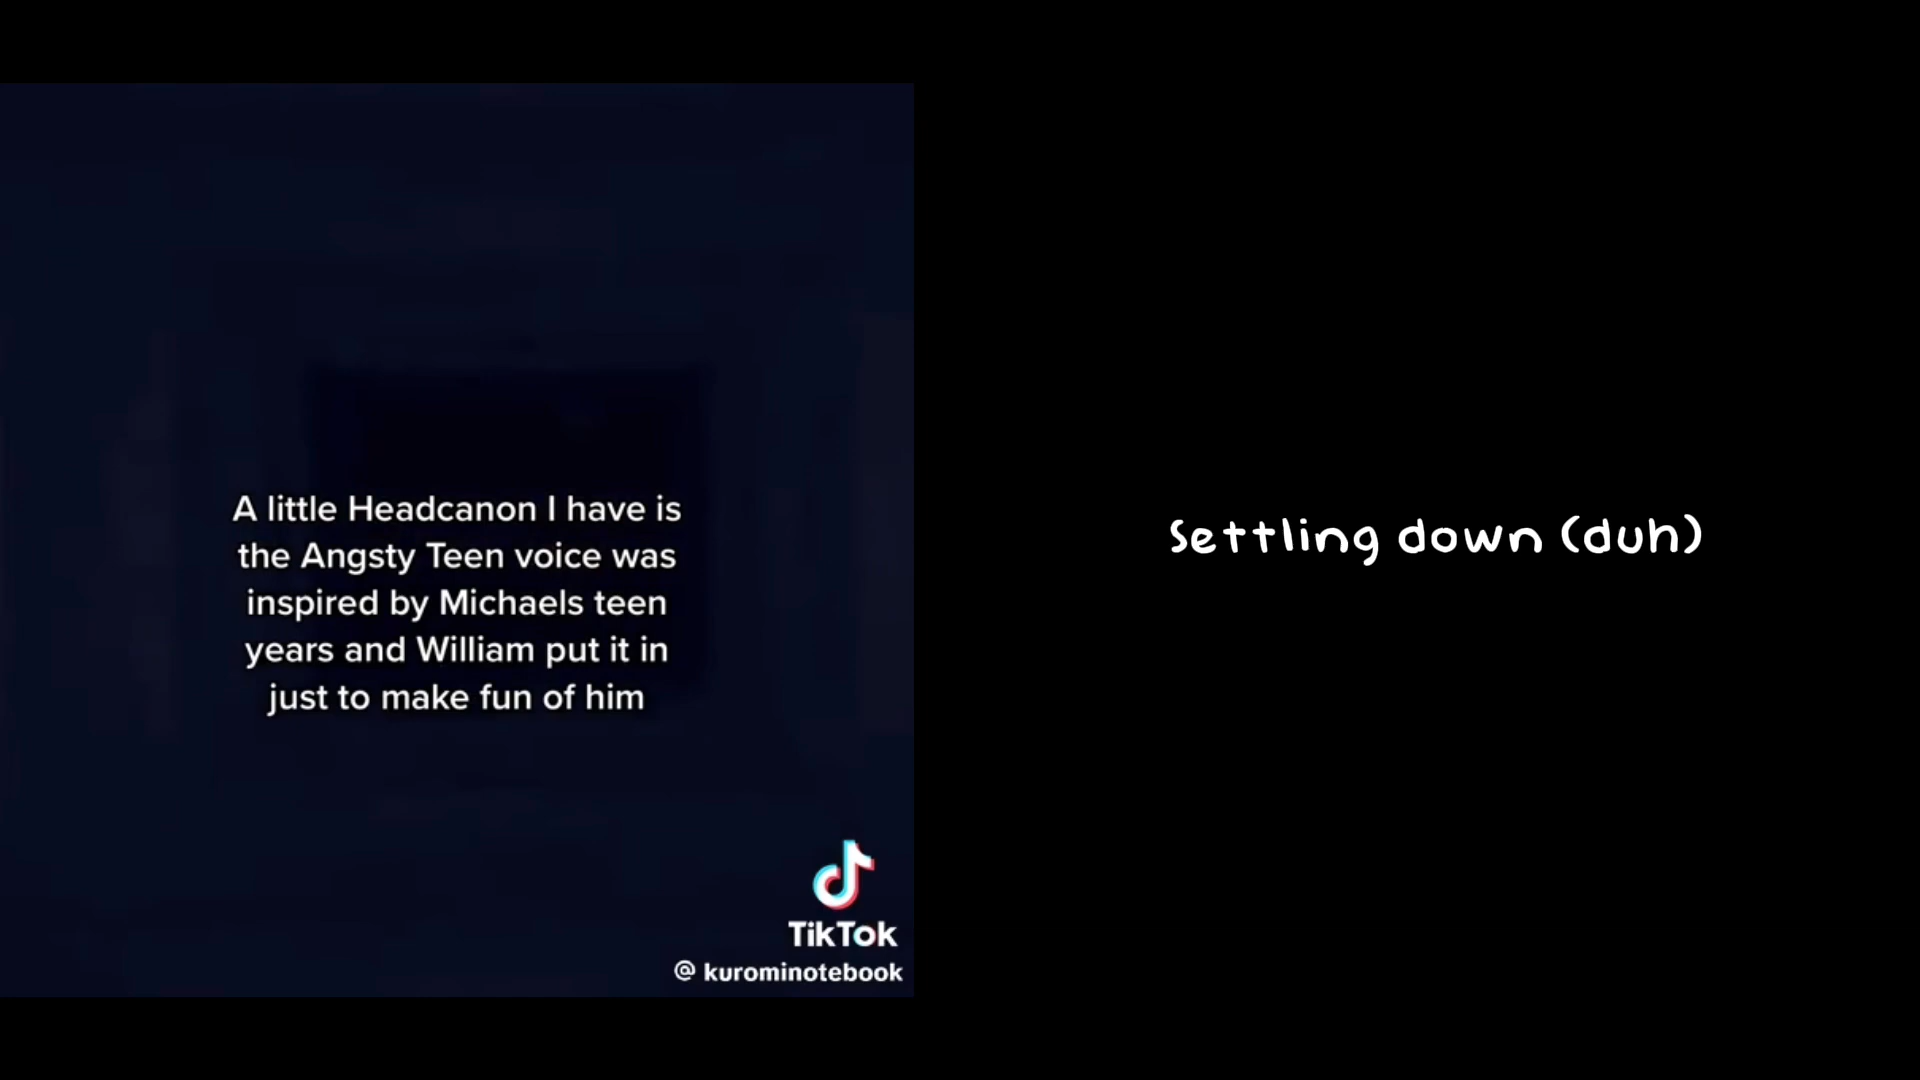 A little Headcanon I have is
the Angsty Teen voice was
inspired by Michaels teen
years and William put it in
just to make fun of him
TikTok
@ kurominotebook
Settling down (duh)